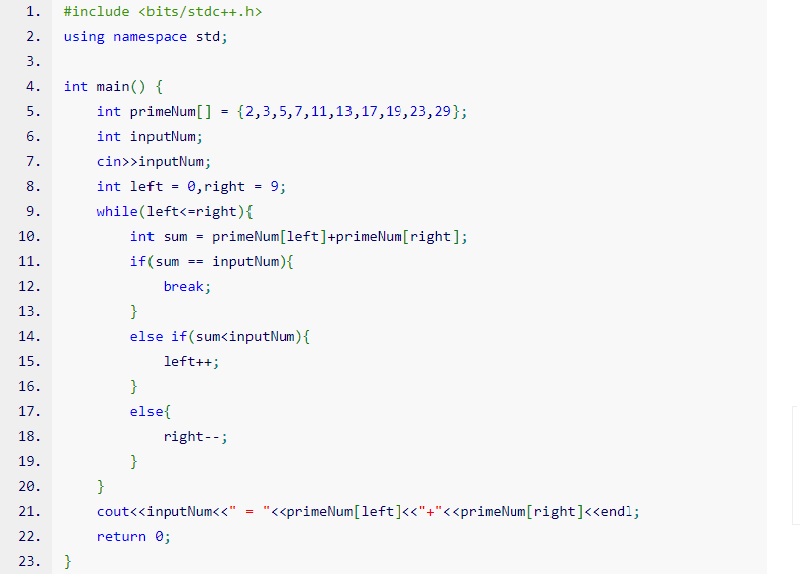 1. #include <bits/stdc++.h>
2. using namespace std;
3.
4. int main() {
5. int primeNum[] = {2,3,5,7,11,13,17,19,23,29};
6. int inputNum;
7. cin>>inputNum;
8. int left = 0,right = 9;
9. while(left<=right){
10. int sum = primeNum[left]+primeNum[right];
11. if(sum == inputNum){
12. break;
13. }
14. else if(sum<inputNum){
15. left++;
16. }
17. else{
18. right--;
19. }
20. }
21. cout<<inputNum<<" = "<<primeNum[left]<<"+"<<primeNum[right]<<endl;
22. return 0;
23. }